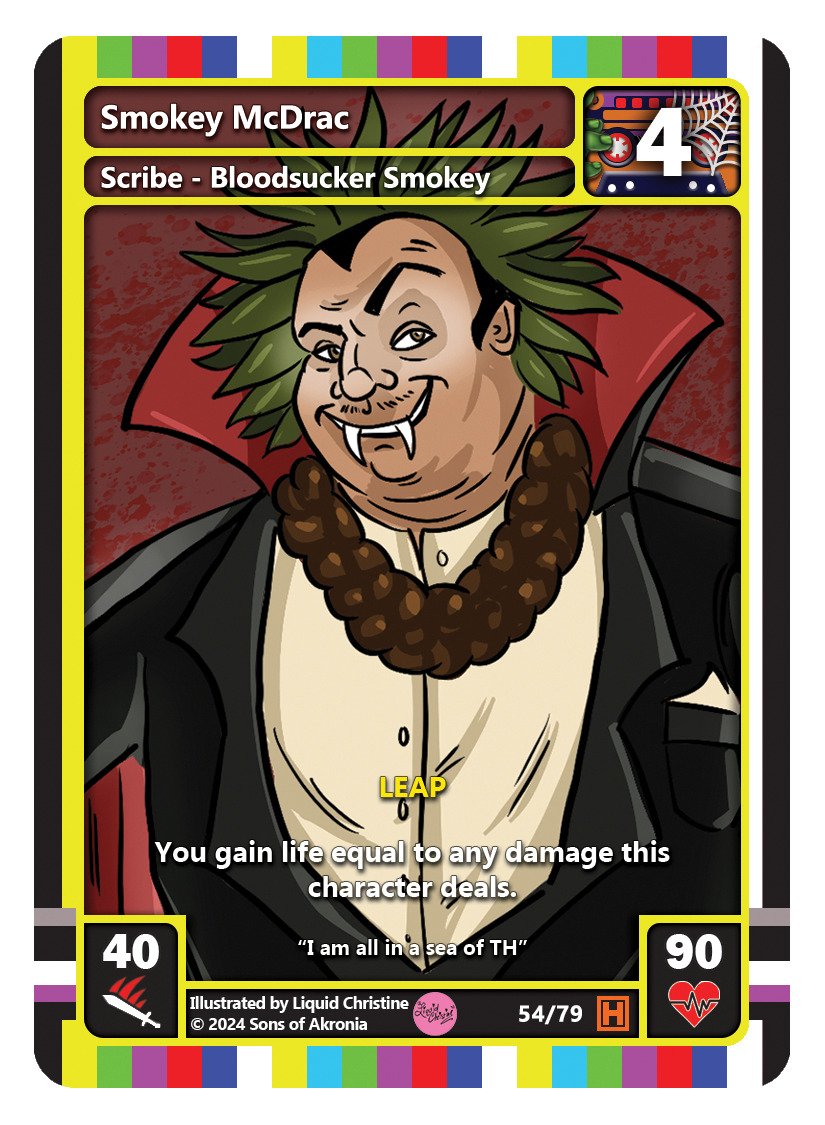 Smokey McDrac
4
Scribe - Bloodsucker Smokey
LEAP
You gain life equal to any damage this
character deals.
“I am all in a sea of TH”
40
90
Illustrated by Liquid Christine
© 2024 Sons of Akronia
54/79
H